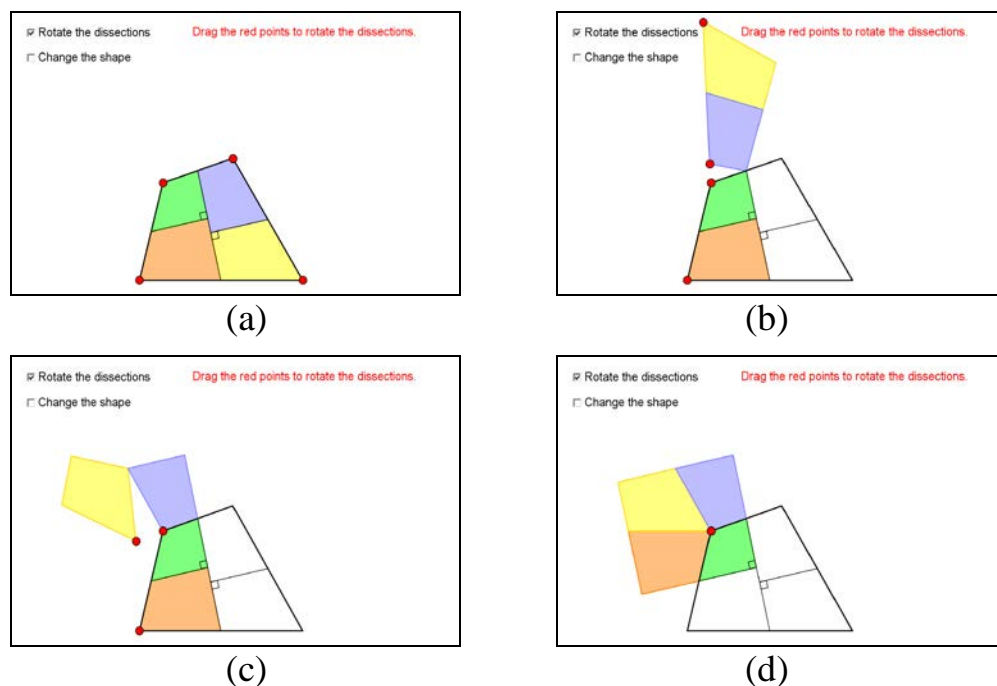 Rotate the dissections Drag the red points to rotate the dissections.
Change the shape
(a)
Rotate the dissections Drag the red points to rotate the dissections.
Change the shape
(b)
Rotate the dissections Drag the red points to rotate the dissections.
Change the shape
(c)
Rotate the dissections Drag the red points to rotate the dissections.
Change the shape
(d)